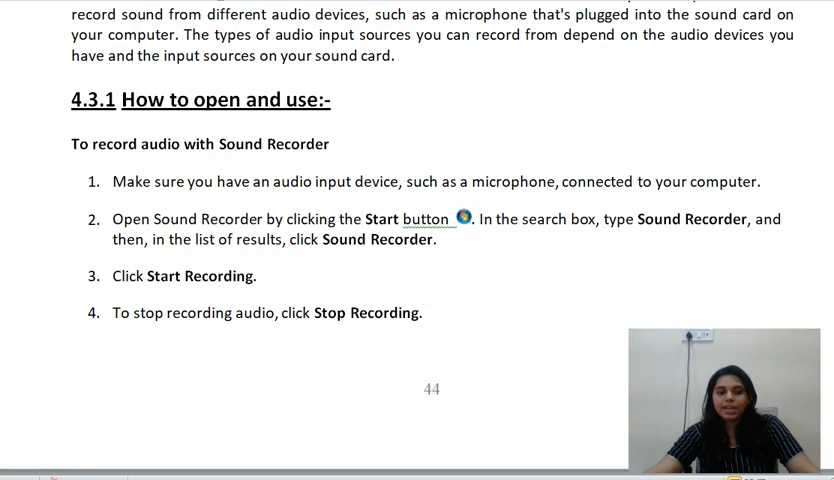 record sound from different audio devices, such as a microphone that's plugged into the sound card on
your computer. The types of audio input sources you can record from depend on the audio devices you
have and the input sources on your sound card.
4.3.1 How to open and use:-
To record audio with Sound Recorder
1. Make sure you have an audio input device, such as a microphone, connected to your computer.
2. Open Sound Recorder by clicking the Start button . In the search box, type Sound Recorder, and
then, in the list of results, click Sound Recorder.
3. Click Start Recording.
4. To stop recording audio, click Stop Recording.
44